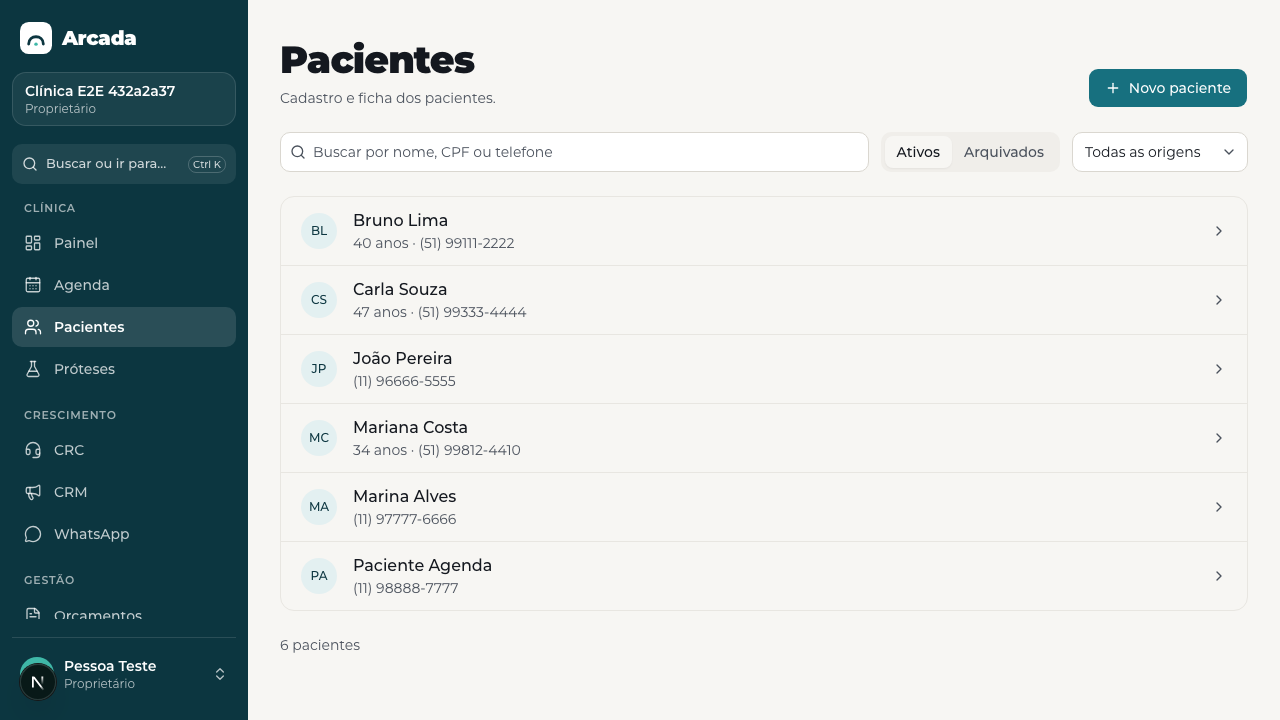 Arcada
Clínica E2E 432a2a37
Proprietário
Buscar ou ir para...
Ctrl K
CLÍNICA
Painel
Agenda
Pacientes
Próteses
CRESCIMENTO
CRC
CRM
WhatsApp
GESTÃO
Orçamentos
N
Pessoa Teste
Proprietário
Pacientes
Cadastro e ficha dos pacientes.
Novo paciente
Buscar por nome, CPF ou telefone
Ativos
Arquivados
Todas as origens
BL
Bruno Lima
40 anos · (51) 99111-2222
CS
Carla Souza
47 anos · (51) 99333-4444
JP
João Pereira
(11) 96666-5555
MC
Mariana Costa
34 anos · (51) 99812-4410
MA
Marina Alves
(11) 97777-6666
PA
Paciente Agenda
(11) 98888-7777
6 pacientes